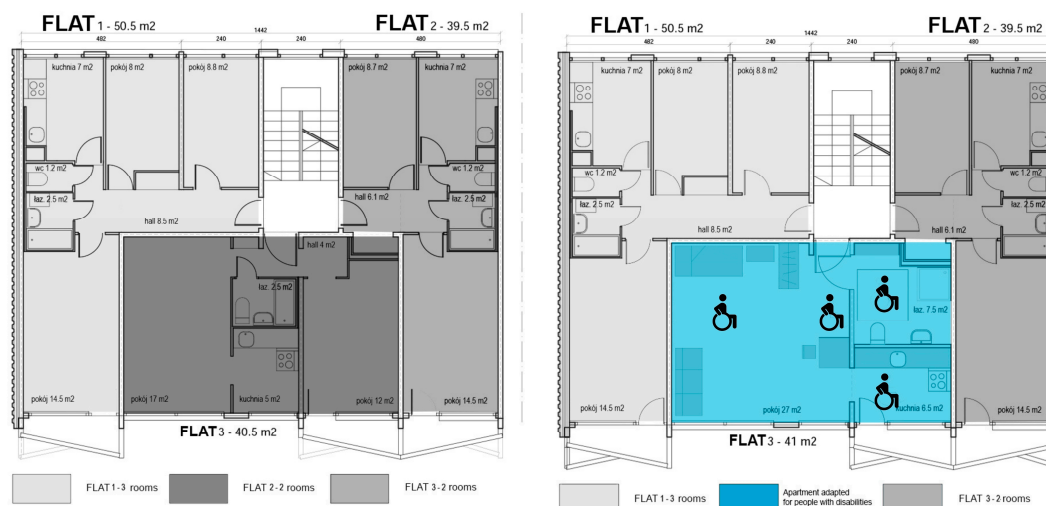 FLAT 1 - 50.5 m2
FLAT 2 - 39.5 m2
1442
482
240
240
480
kuchnia 7 m2
pokój 8 m2
pokój 8.8 m2
pokój 8.7 m2
kuchnia 7 m2
wc 1.2 m2
wc 1.2 m2
łaz. 2.5 m2
hall 6.1 m2
łaz. 2.5 m2
hall 8.5 m2
hall 4 m2
łaz. 2.5 m2
pokój 14.5 m2
pokój 17 m2
kuchnia 5 m2
pokój 12 m2
pokój 14.5 m2
FLAT 3 - 40.5 m2
FLAT 1 - 3 rooms
FLAT 2 - 2 rooms
FLAT 3 - 2 rooms
FLAT 1 - 50.5 m2
FLAT 2 - 39.5 m2
1442
482
240
240
480
kuchnia 7 m2
pokój 8 m2
pokój 8.8 m2
pokój 8.7 m2
kuchnia 7 m2
wc 1.2 m2
wc 1.2 m2
łaz. 2.5 m2
łaz. 2.5 m2
hall 8.5 m2
hall 6.1 m2
łaz. 7.5 m2
pokój 14.5 m2
pokój 27 m2
kuchnia 6.5 m2
pokój 14.5 m2
FLAT 3 - 41 m2
FLAT 1 - 3 rooms
Apartment adapted
for people with disabilities
FLAT 3 - 2 rooms